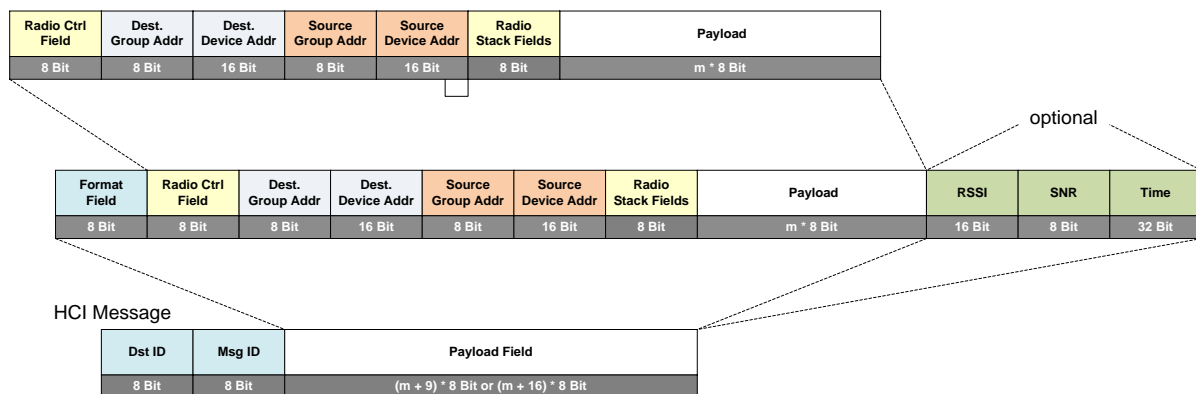 Radio Ctrl Field Dest. Group Addr Dest. Device Addr Source Group Addr Source Device Addr Radio Stack Fields Payload
8 Bit 8 Bit 16 Bit 8 Bit 16 Bit 8 Bit m * 8 Bit
optional
Format Field Radio Ctrl Field Dest. Group Addr Dest. Device Addr Source Group Addr Source Device Addr Radio Stack Fields Payload RSSI SNR Time
8 Bit 8 Bit 8 Bit 16 Bit 8 Bit 16 Bit 8 Bit m * 8 Bit 16 Bit 8 Bit 32 Bit
HCI Message
Dst ID Msg ID Payload Field
8 Bit 8 Bit (m + 9) * 8 Bit or (m + 16) * 8 Bit